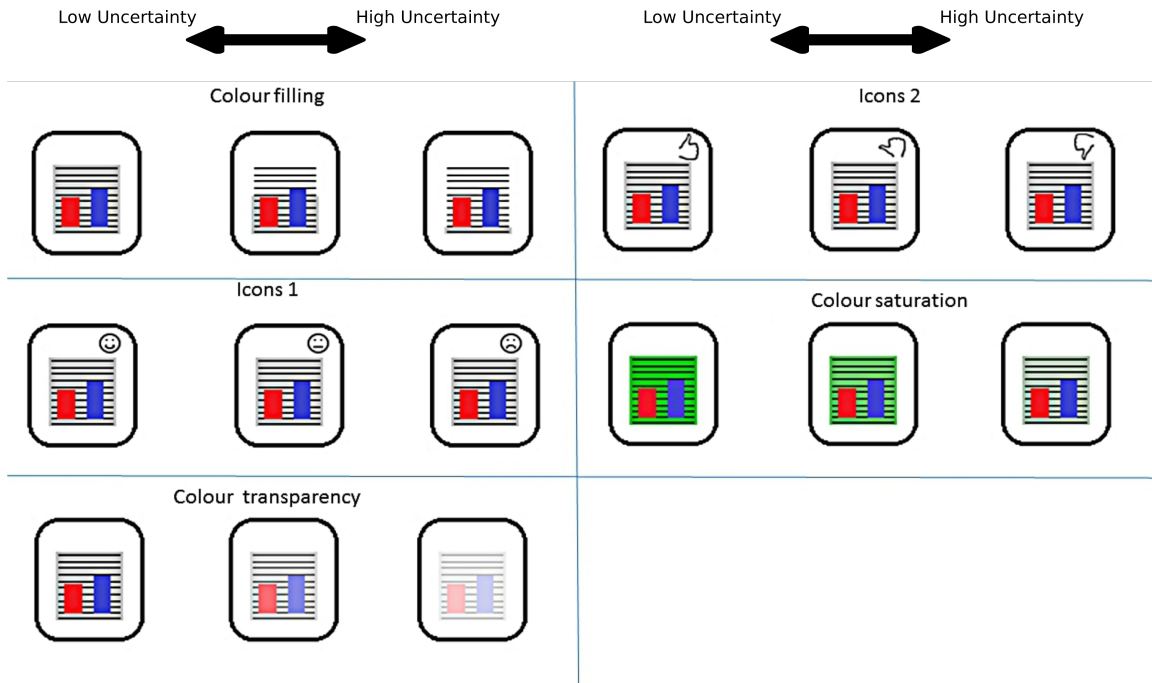 Low Uncertainty
High Uncertainty
Low Uncertainty
High Uncertainty
Colour filling
Icons 2
Icons 1
Colour saturation
Colour transparency